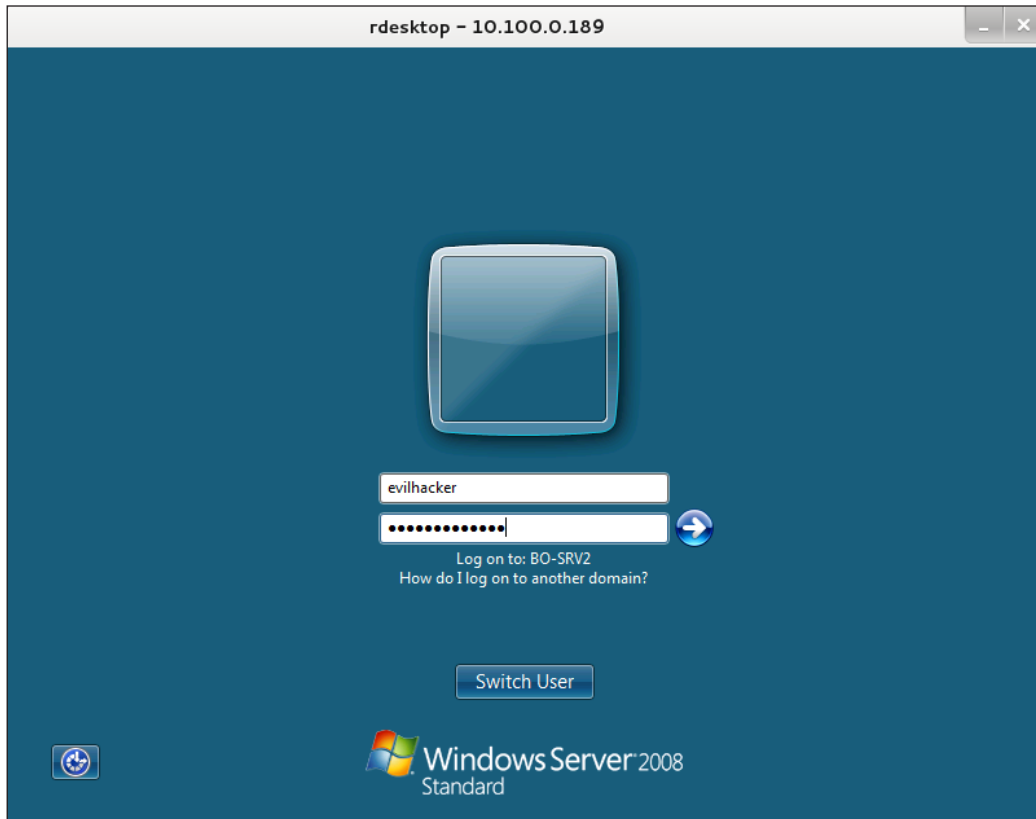 rdesktop - 10.100.0.189
evilhacker
•••••••••••••
Log on to: BO-SRV2
How do I log on to another domain?
Switch User
Windows Server 2008
Standard